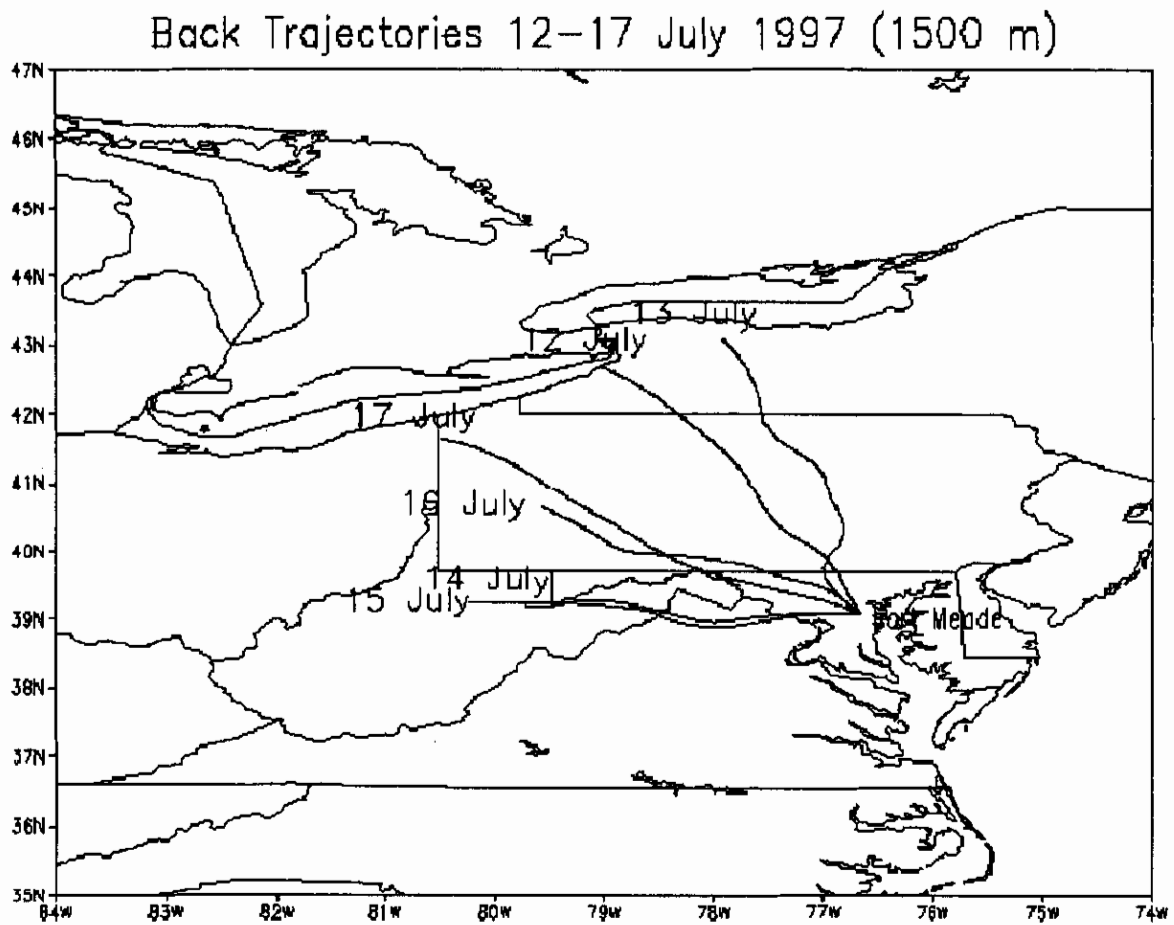 Back Trajectories 12-17 July 1997 (1500 m)
47N
46N
45N
44N
43N
42N
41N
40N
39N
38N
37N
36N
35N
13 July
12 July
17 July
16 July
14 July
15 July
Fort Meade
84W 83W 82W 81W 80W 79W 78W 77W 76W 75W 74W